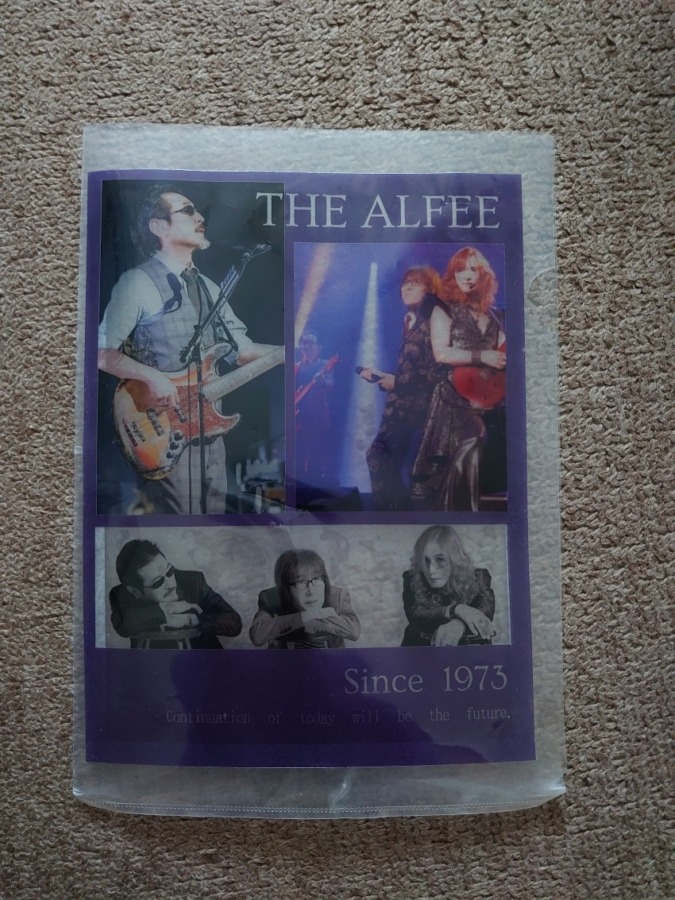 THE ALFEE
Since 1973
Continuation of today will be the future.